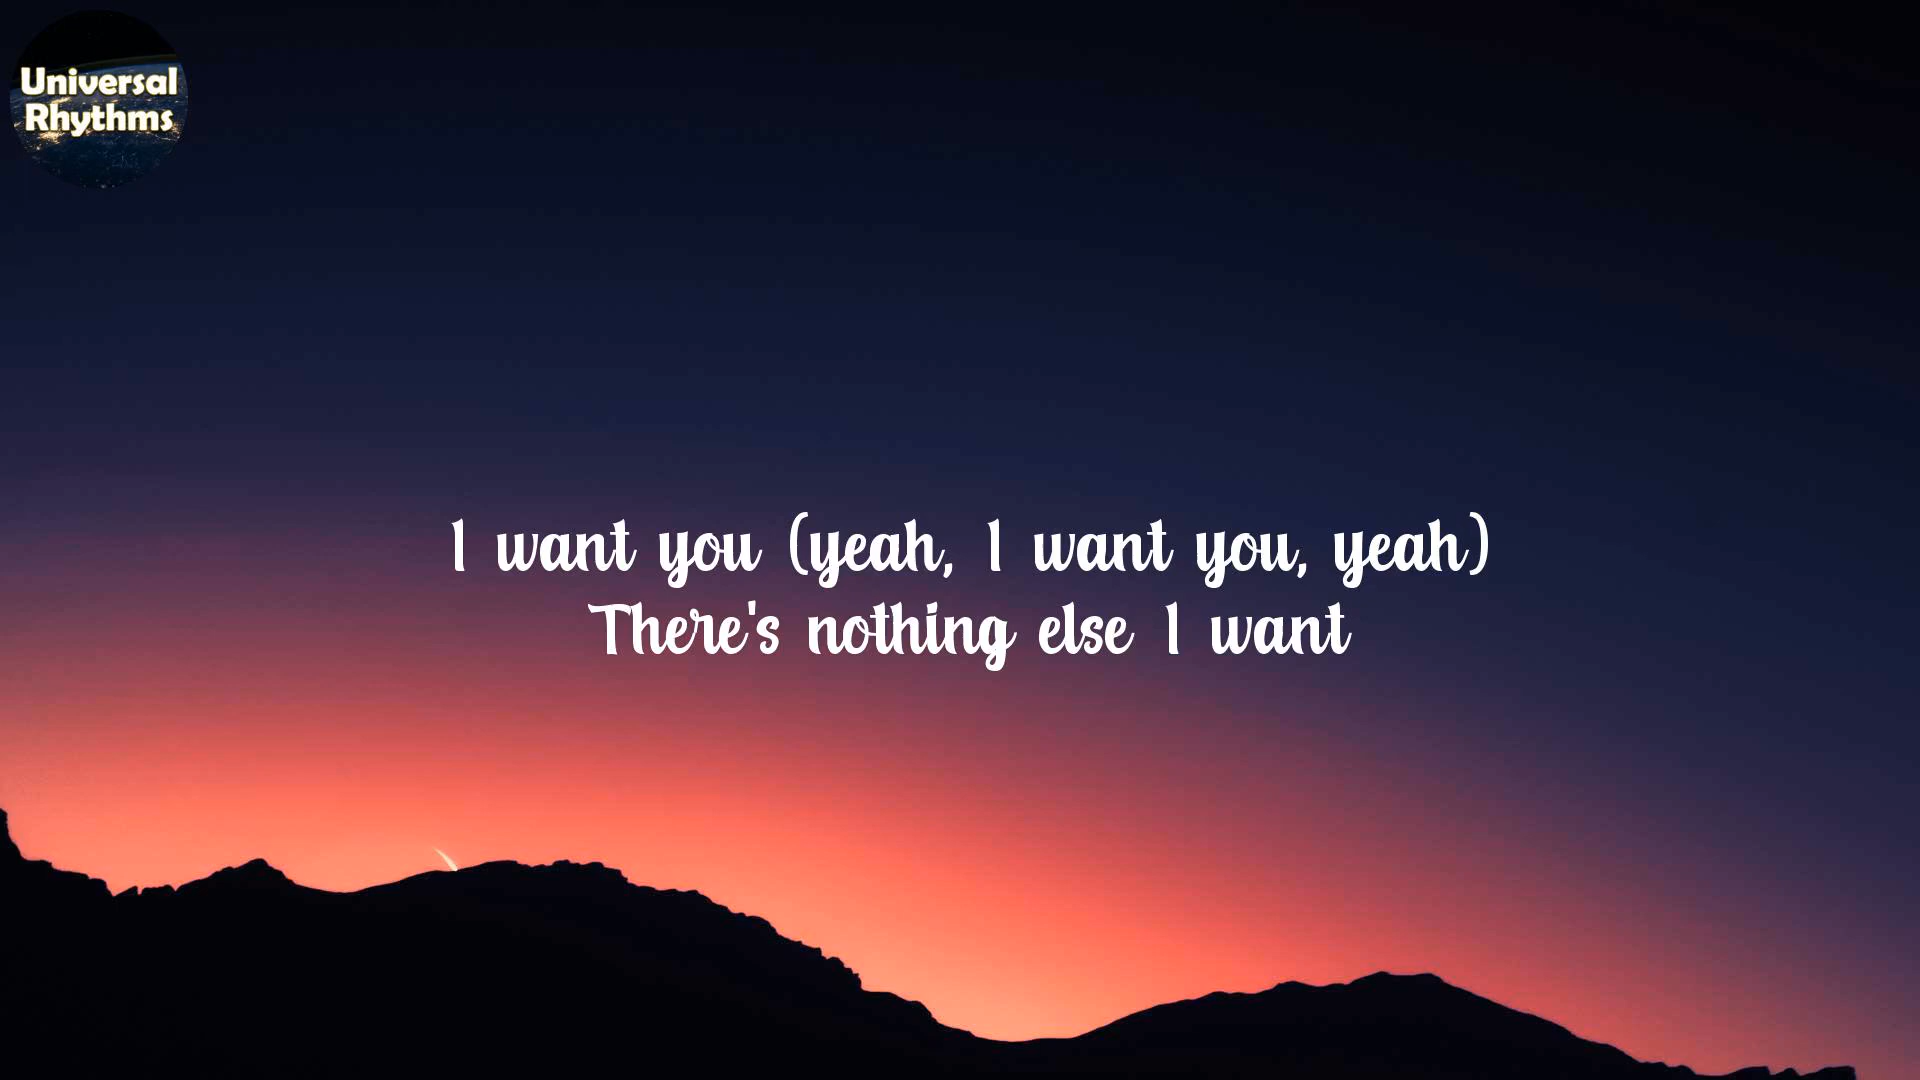 Universal
Rhythms
I want you (yeah, I want you, yeah)
There's nothing else I want